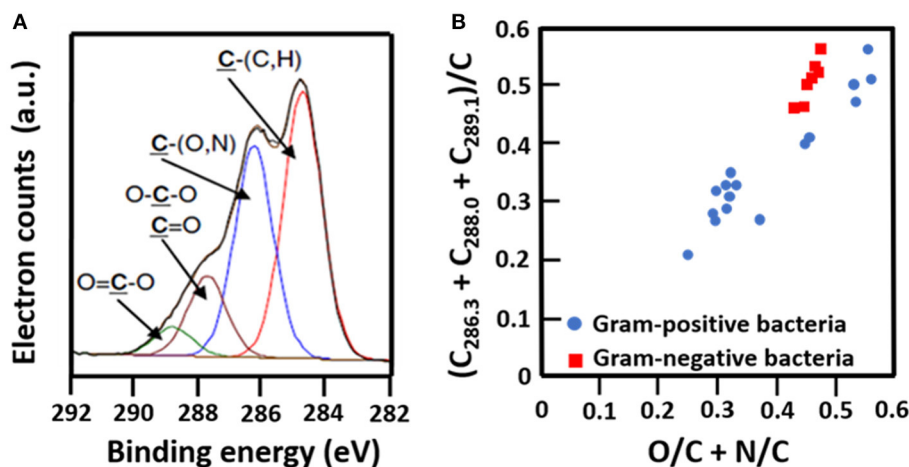 A
Electron counts (a.u.)
C-(C,H)
C-(O,N)
O-C-O
C=O
O=C-O
292 290 288 286 284 282
Binding energy (eV)
B
(C286.3 + C288.0 + C289.1)/C
0.6
0.5
0.4
0.3
0.2
0.1
0
Gram-positive bacteria
Gram-negative bacteria
0 0.1 0.2 0.3 0.4 0.5 0.6
O/C + N/C